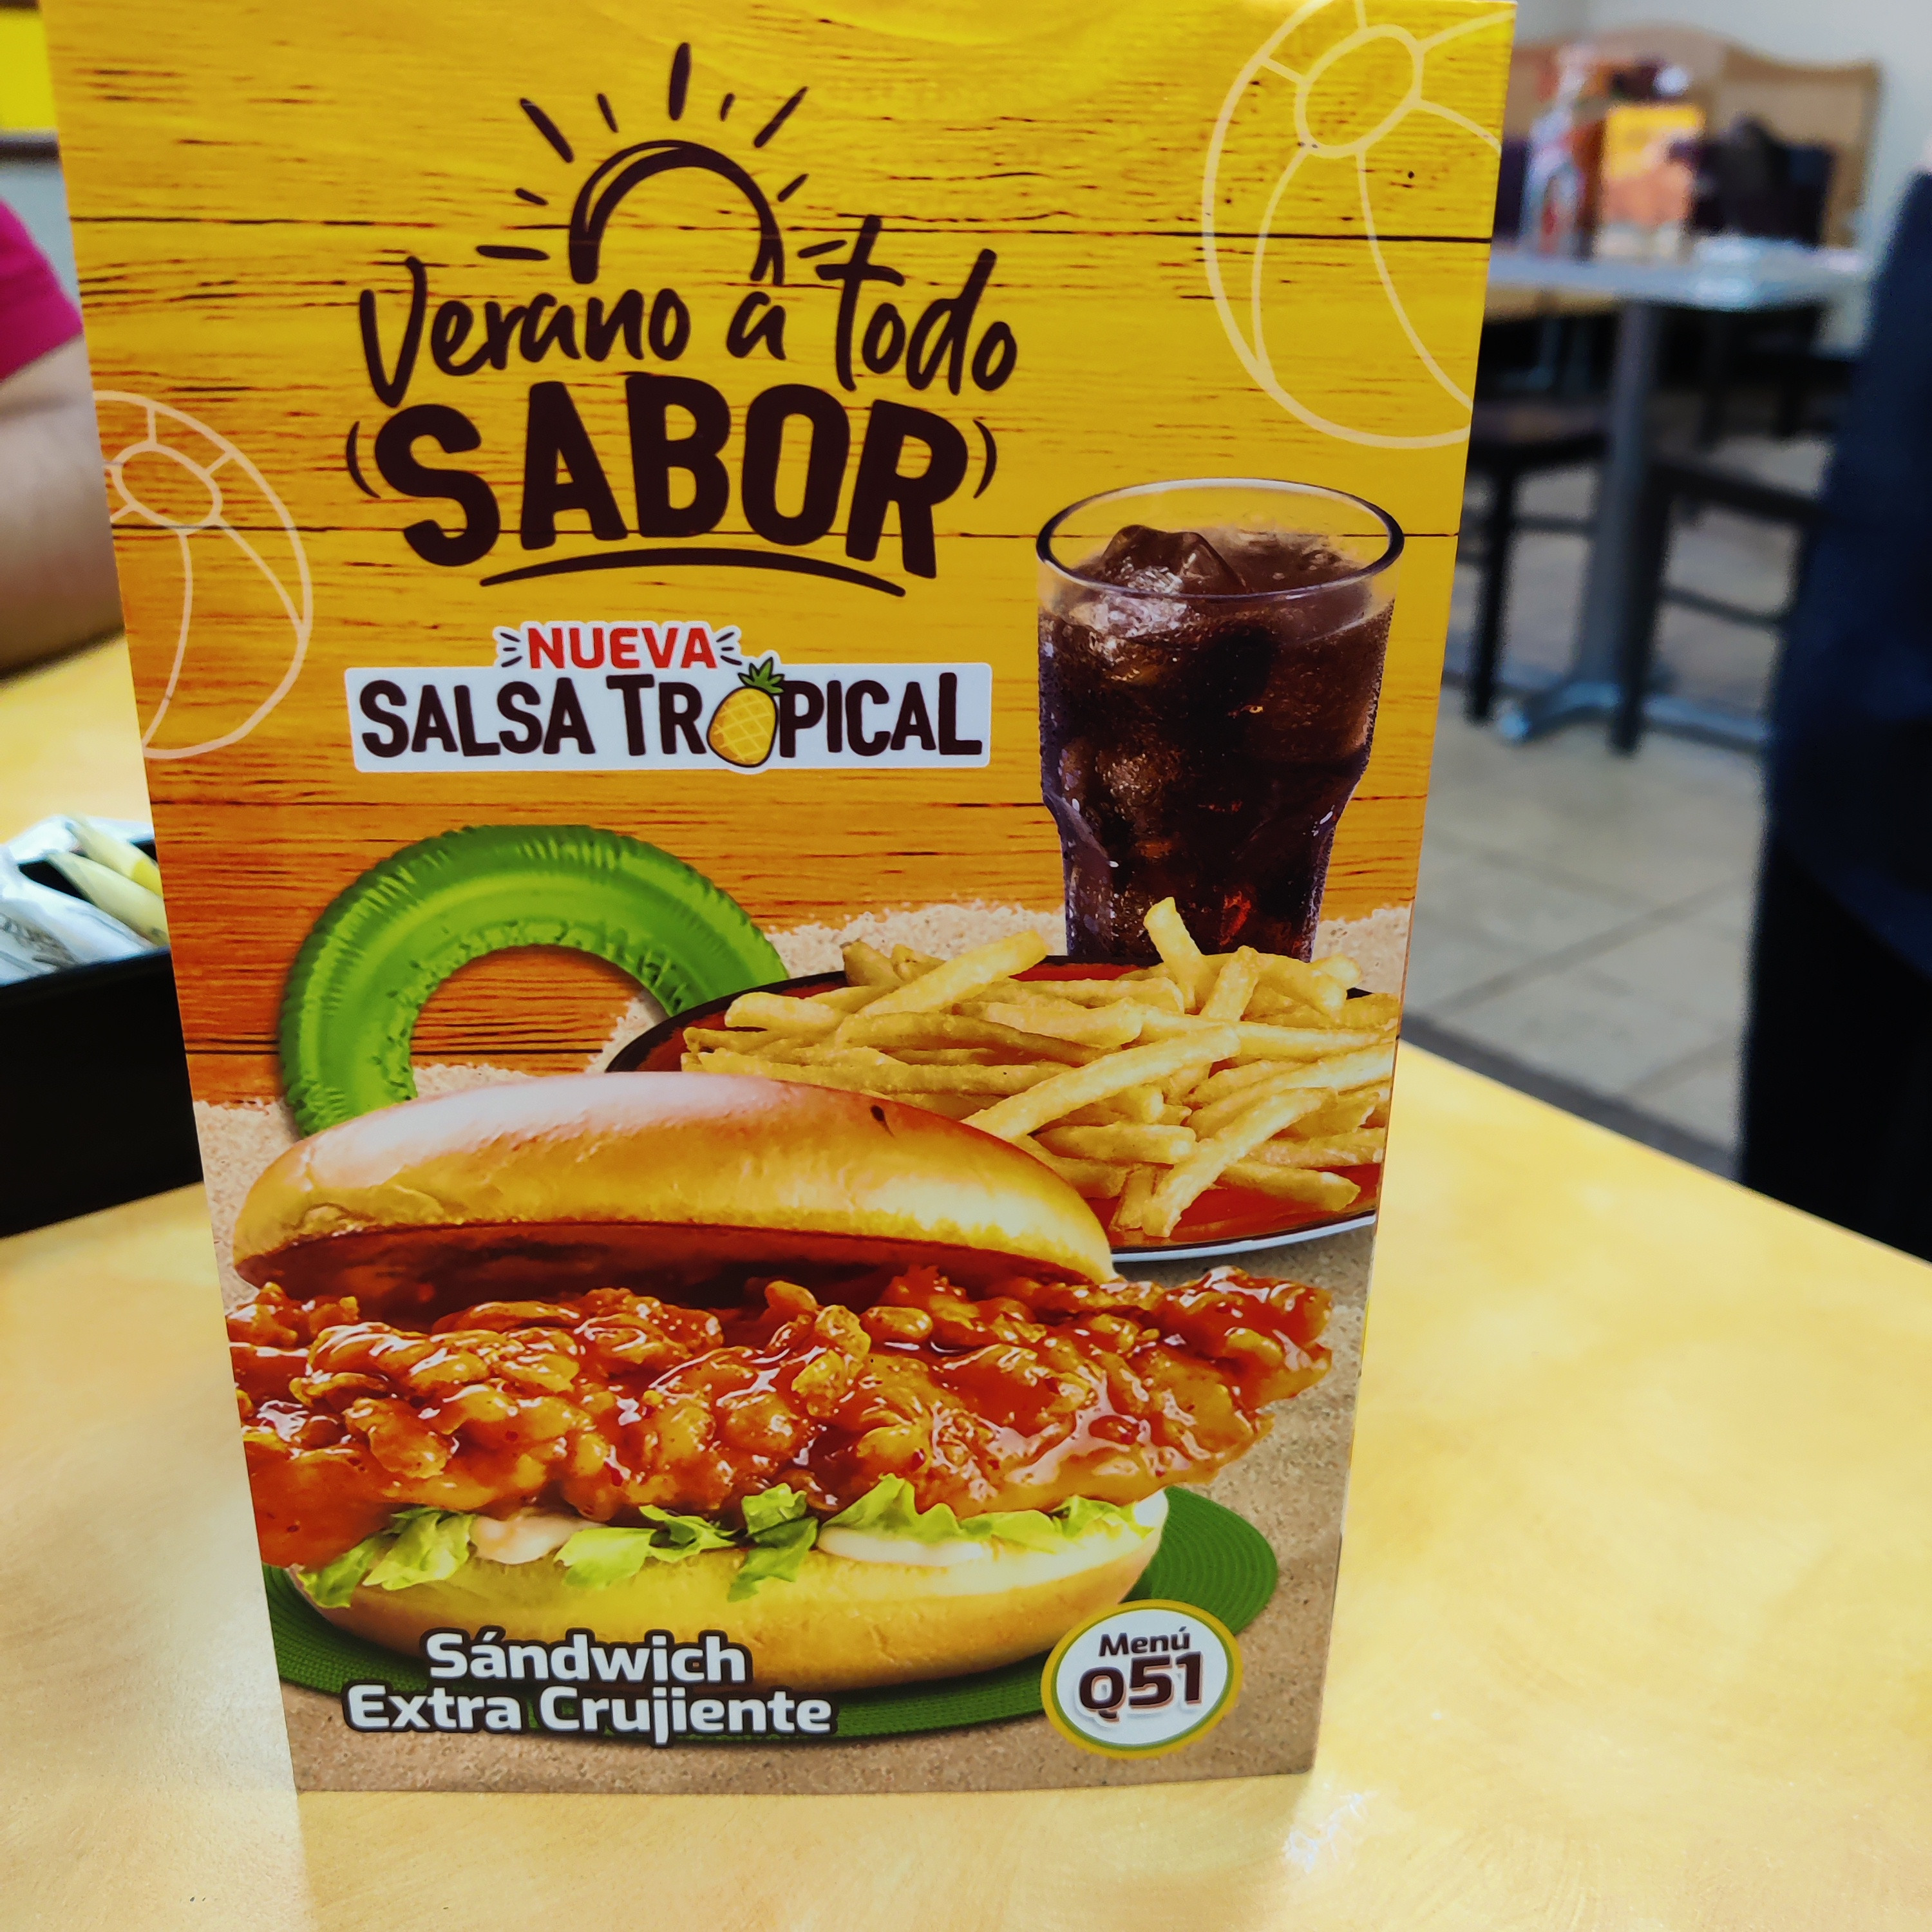 Verano a todo
SABOR
NUEVA
SALSA TROPICAL
Sándwich
Extra Crujiente
Menú
Q51